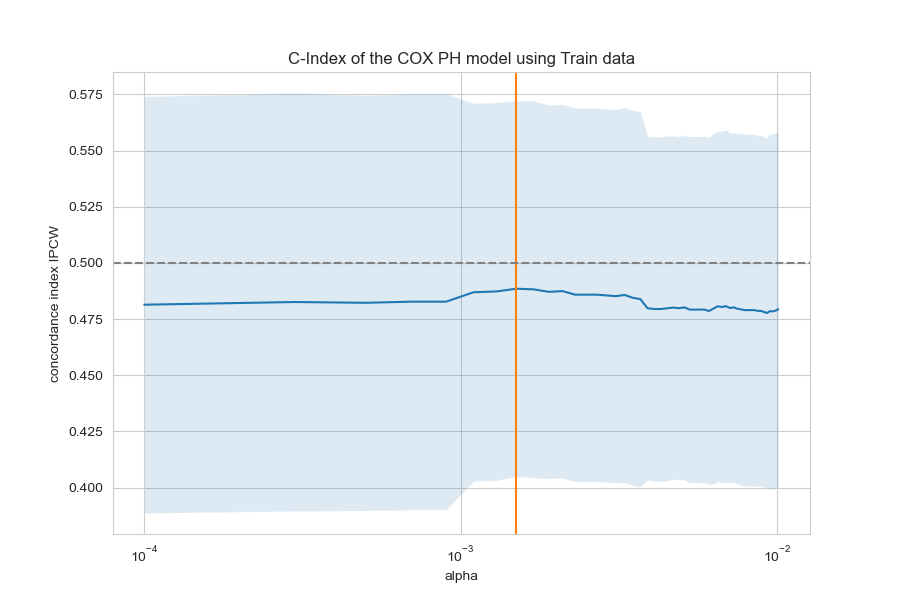 C-Index of the COX PH model using Train data
concordance index IPCW
0.575
0.550
0.525
0.500
0.475
0.450
0.425
0.400
10⁻⁴ 10⁻³ 10⁻²
alpha